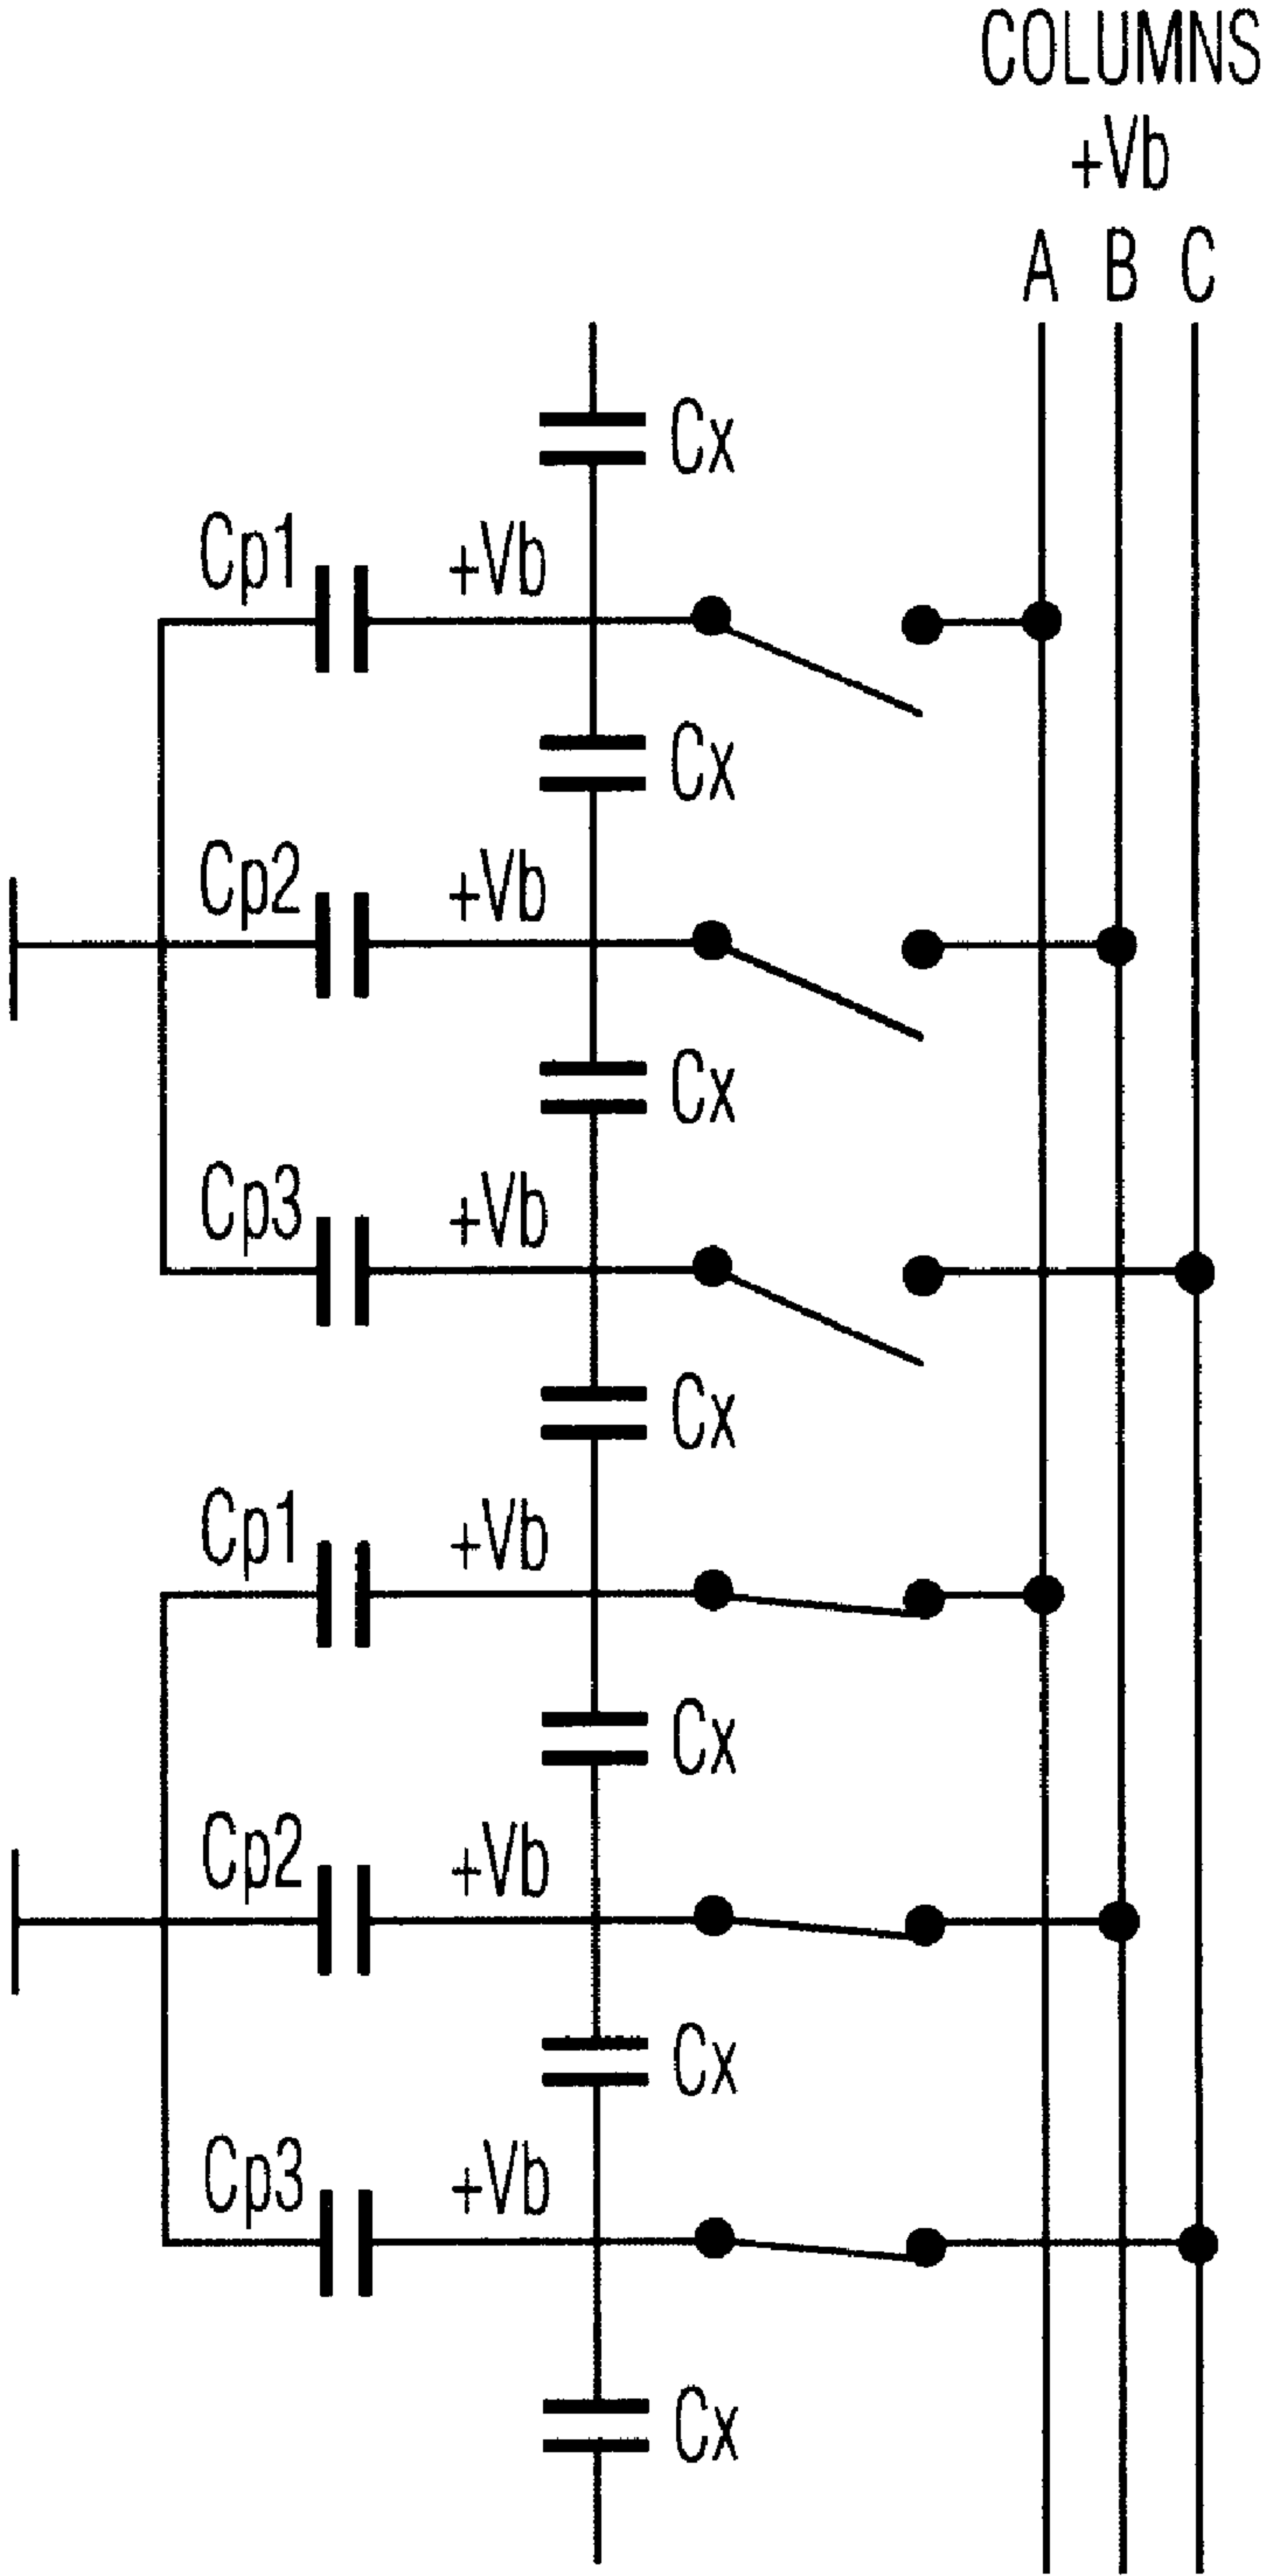 COLUMNS
+Vb
A B C
Cx
Cp1 +Vb
Cx
Cp2 +Vb
Cx
Cp3 +Vb
Cx
Cp1 +Vb
Cx
Cp2 +Vb
Cx
Cp3 +Vb
Cx